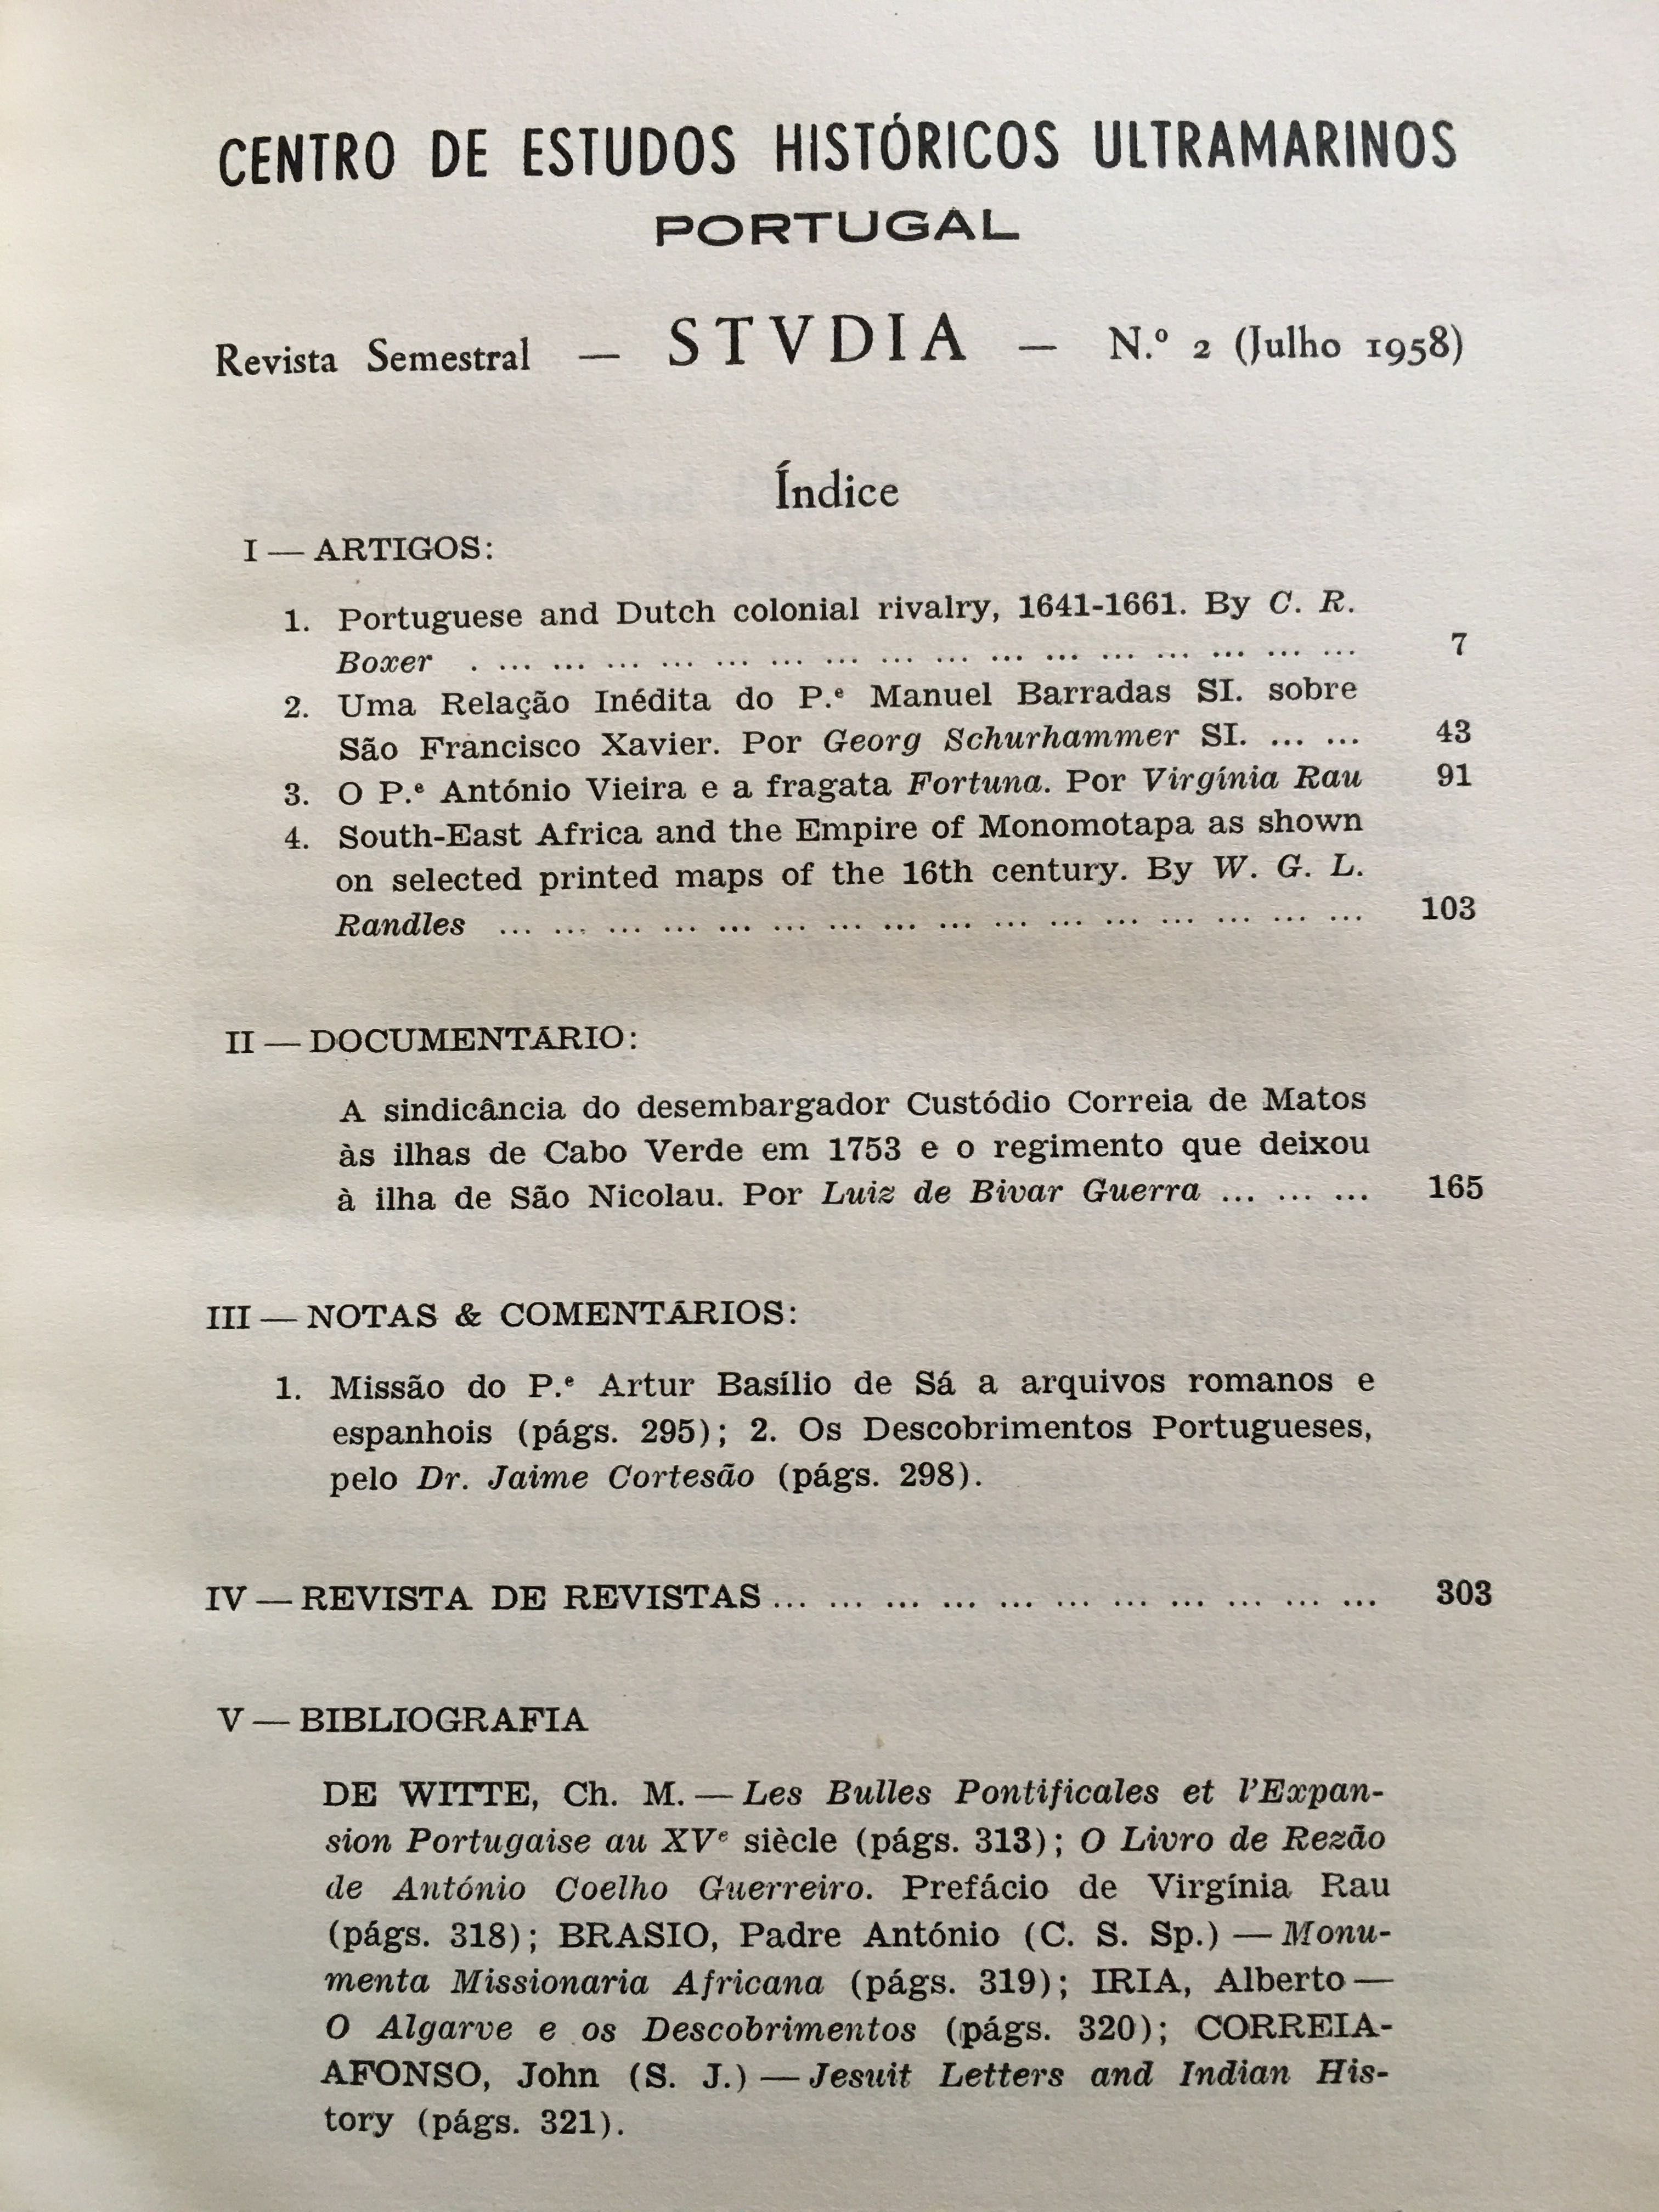 CENTRO DE ESTUDOS HISTÓRICOS ULTRAMARINOS
PORTUGAL
Revista Semestral — STVDIA — N.º 2 (Julho 1958)
Índice
I — ARTIGOS:
1. Portuguese and Dutch colonial rivalry, 1641-1661. By C. R.
Boxer . ... ... ... ... ... ... ... ... ... ... ... ... ... ... ... ... 7
2. Uma Relação Inédita do P.ᵉ Manuel Barradas SI. sobre
São Francisco Xavier. Por Georg Schurhammer SI. ... ... 43
3. O P.ᵉ António Vieira e a fragata Fortuna. Por Virgínia Rau 91
4. South-East Africa and the Empire of Monomotapa as shown
on selected printed maps of the 16th century. By W. G. L.
Randles ... ... ... ... ... ... ... ... ... ... ... ... ... ... ... ... 103
II — DOCUMENTÁRIO:
A sindicância do desembargador Custódio Correia de Matos
às ilhas de Cabo Verde em 1753 e o regimento que deixou
à ilha de São Nicolau. Por Luiz de Bivar Guerra ... ... ... 165
III — NOTAS & COMENTÁRIOS:
1. Missão do P.ᵉ Artur Basílio de Sá a arquivos romanos e
espanhois (págs. 295); 2. Os Descobrimentos Portugueses,
pelo Dr. Jaime Cortesão (págs. 298).
IV — REVISTA DE REVISTAS ... ... ... ... ... ... ... ... ... ... ... 303
V — BIBLIOGRAFIA
DE WITTE, Ch. M. — Les Bulles Pontificales et l'Expan-
sion Portugaise au XVᵉ siècle (págs. 313); O Livro de Rezão
de António Coelho Guerreiro. Prefácio de Virgínia Rau
(págs. 318); BRASIO, Padre António (C. S. Sp.) — Monu-
menta Missionaria Africana (págs. 319); IRIA, Alberto —
O Algarve e os Descobrimentos (págs. 320); CORREIA-
AFONSO, John (S. J.) — Jesuit Letters and Indian His-
tory (págs. 321).